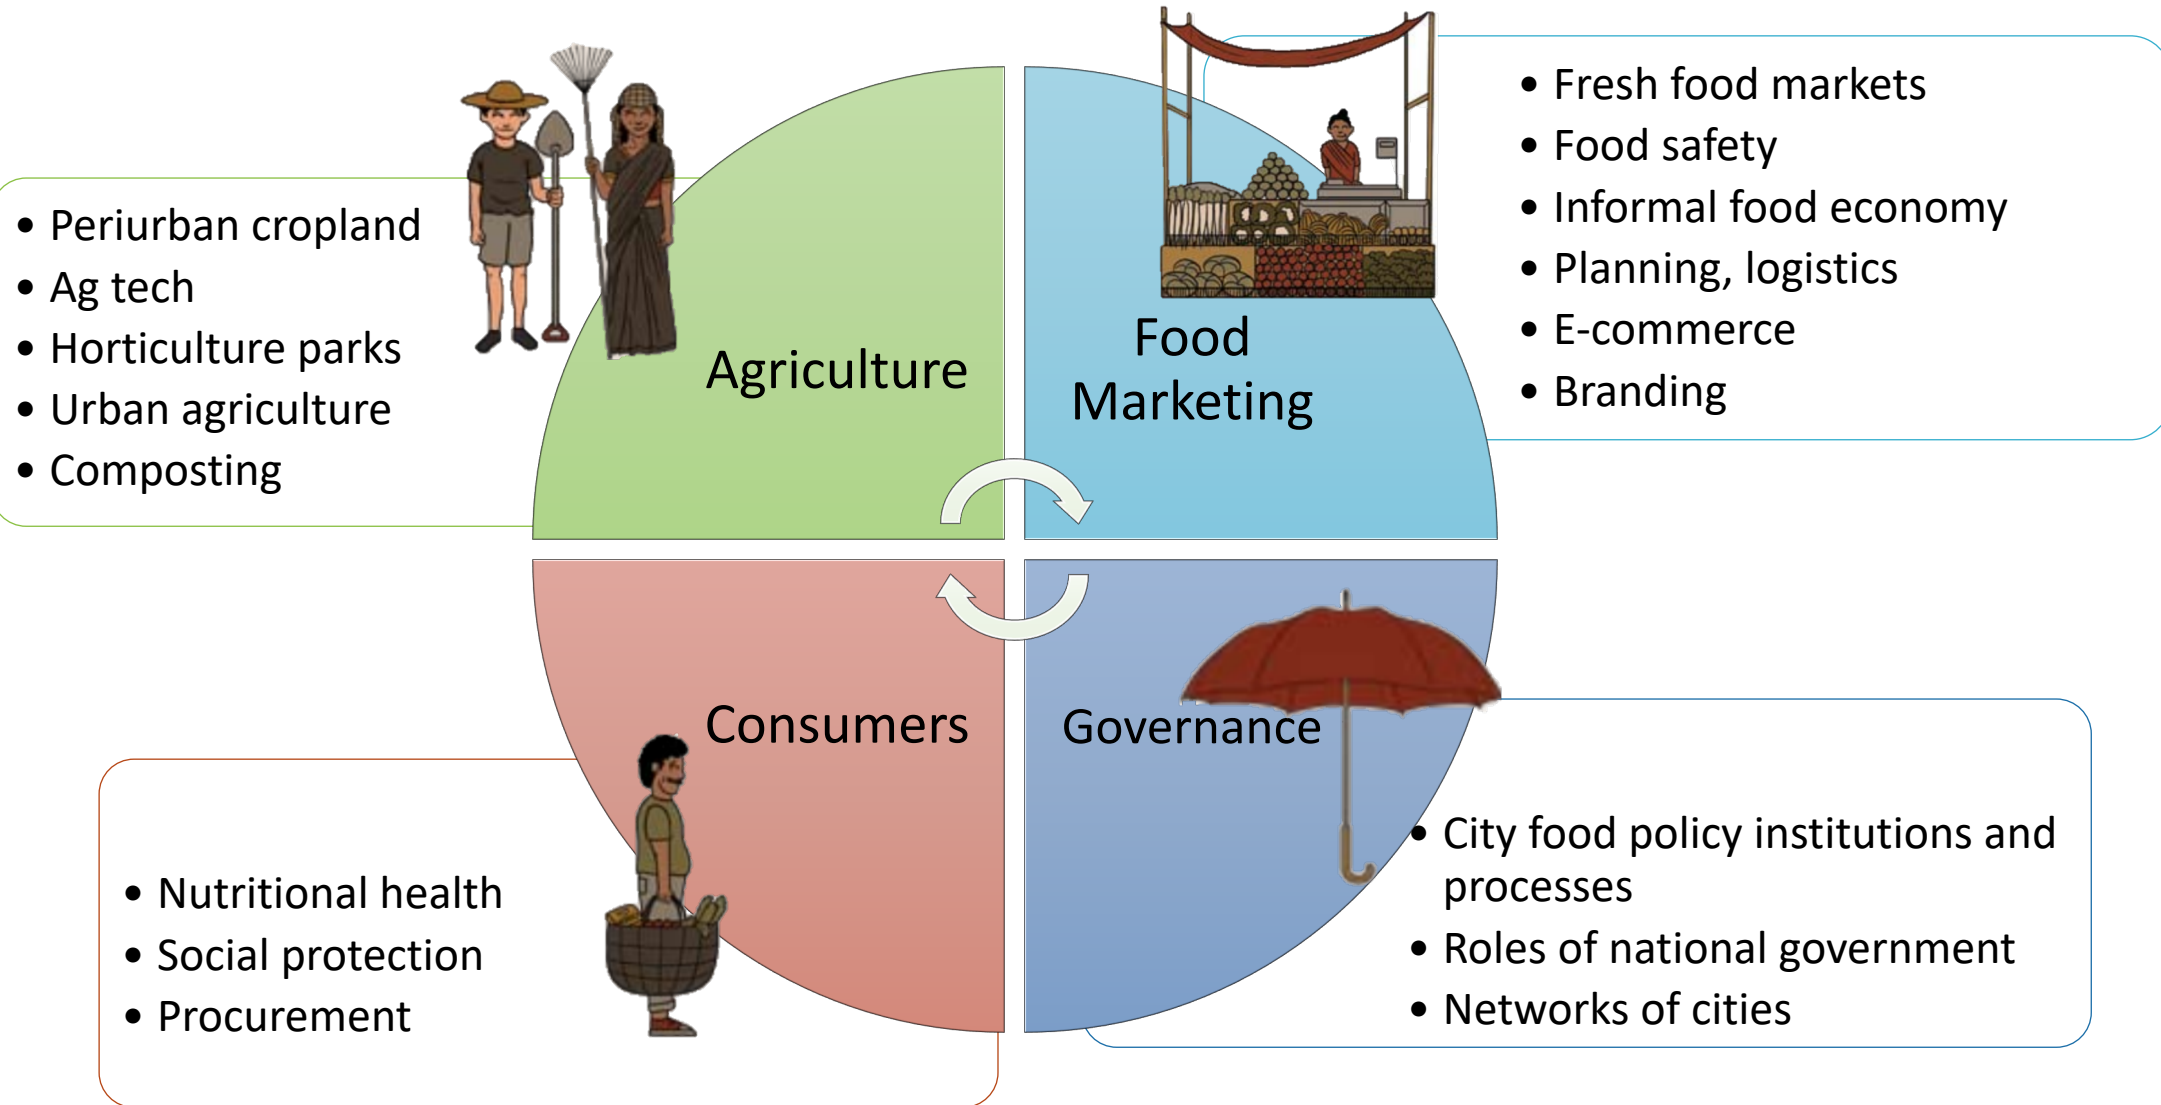 • Periurban cropland
• Ag tech
• Horticulture parks
• Urban agriculture
• Composting
Agriculture
Food
Marketing
• Fresh food markets
• Food safety
• Informal food economy
• Planning, logistics
• E-commerce
• Branding
Consumers
• Nutritional health
• Social protection
• Procurement
Governance
• City food policy institutions and
processes
• Roles of national government
• Networks of cities